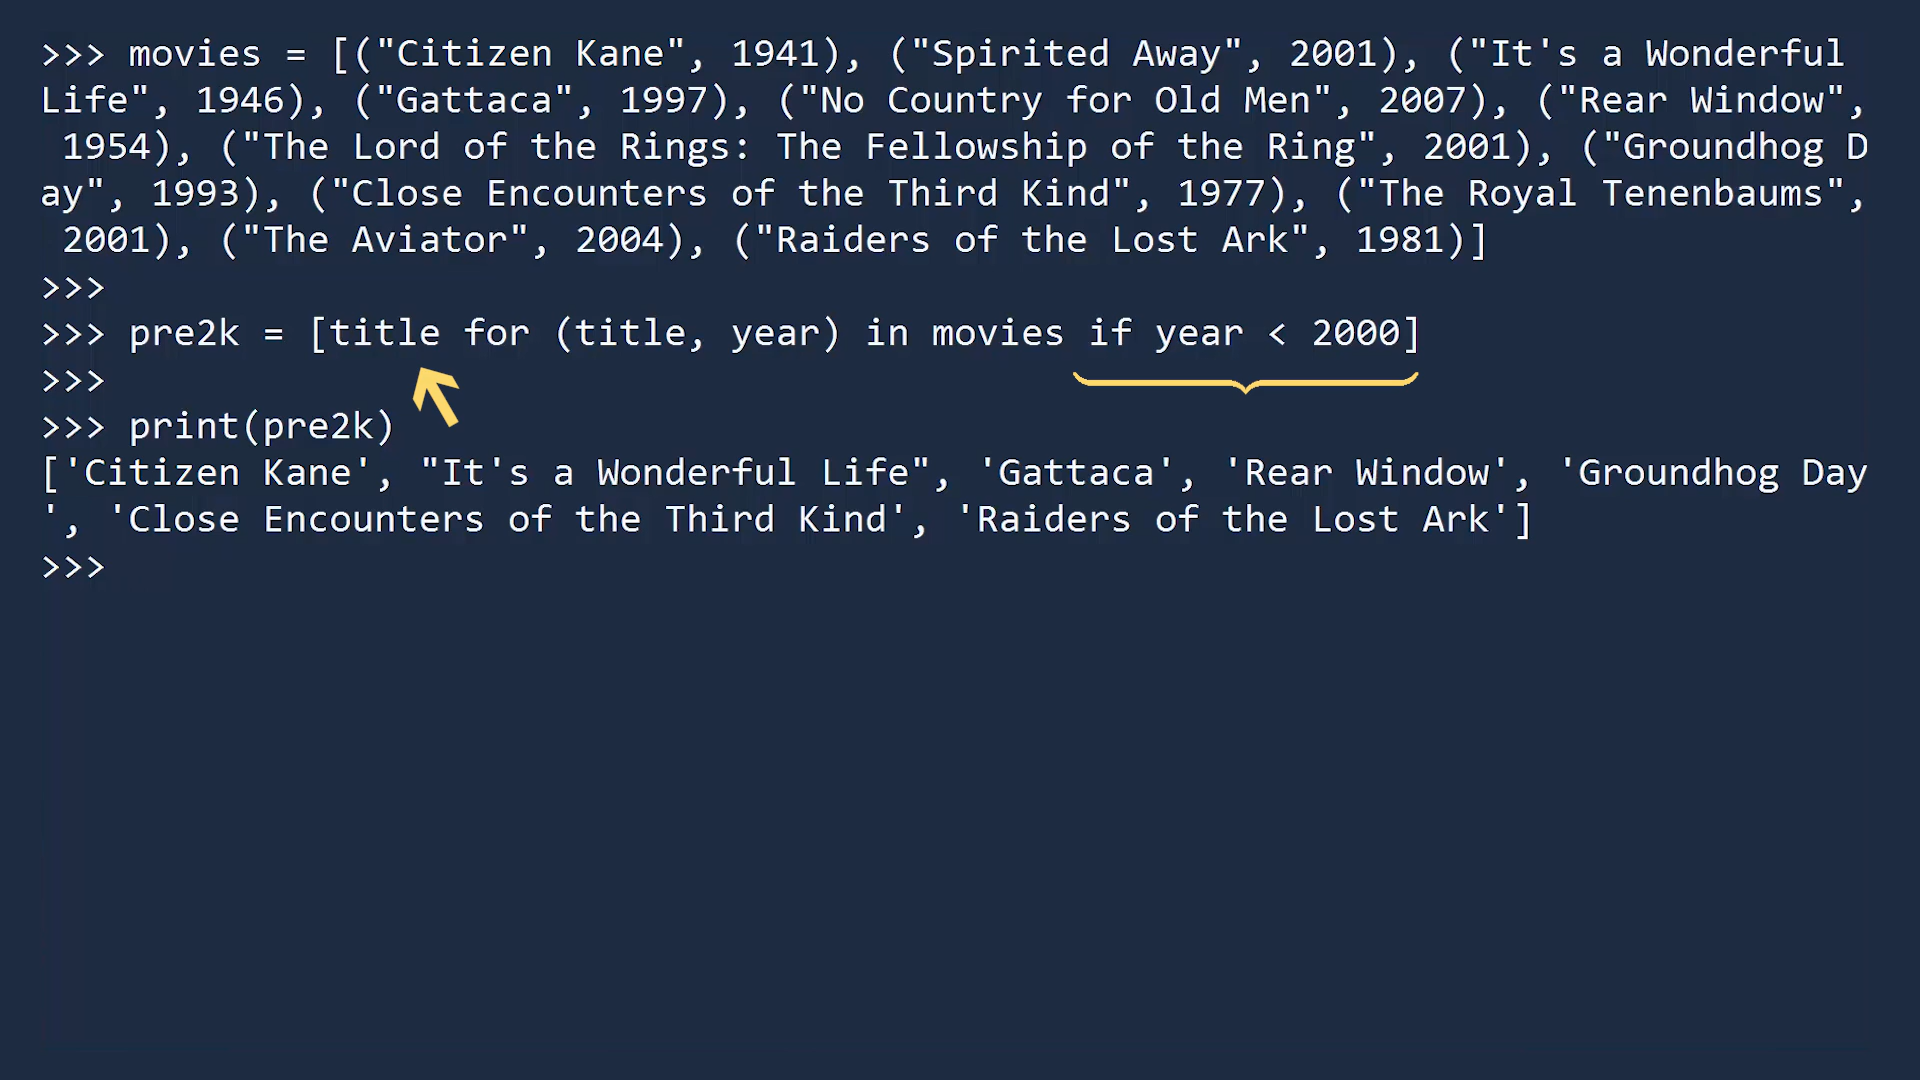 >>> movies = [("Citizen Kane", 1941), ("Spirited Away", 2001), ("It's a Wonderful
Life", 1946), ("Gattaca", 1997), ("No Country for Old Men", 2007), ("Rear Window",
 1954), ("The Lord of the Rings: The Fellowship of the Ring", 2001), ("Groundhog D
ay", 1993), ("Close Encounters of the Third Kind", 1977), ("The Royal Tenenbaums",
 2001), ("The Aviator", 2004), ("Raiders of the Lost Ark", 1981)]
>>>
>>> pre2k = [title for (title, year) in movies if year < 2000]
>>>
>>> print(pre2k)
['Citizen Kane', "It's a Wonderful Life", 'Gattaca', 'Rear Window', 'Groundhog Day
', 'Close Encounters of the Third Kind', 'Raiders of the Lost Ark']
>>>